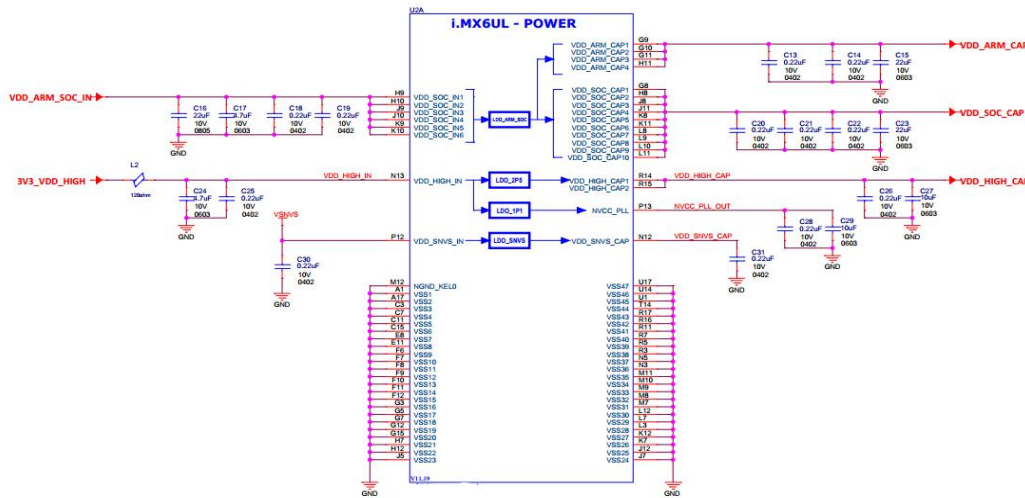 U2A
i.MX6UL - POWER
VDD_ARM_SOC_IN
C16
22uF
10V
0805
C17
4.7uF
10V
0603
C18
0.22uF
10V
0402
C19
0.22uF
10V
0402
GND
H9
H10
J9
J10
K9
K10
VDD_SOC_IN1
VDD_SOC_IN2
VDD_SOC_IN3
VDD_SOC_IN4
VDD_SOC_IN5
VDD_SOC_IN6
LDO_ARM_SOC
VDD_ARM_CAP1
VDD_ARM_CAP2
VDD_ARM_CAP3
VDD_ARM_CAP4
G9
G10
G11
H11
C13
0.22uF
10V
0402
C14
0.22uF
10V
0402
C15
22uF
10V
0603
GND
VDD_ARM_CAP
VDD_SOC_CAP1
VDD_SOC_CAP2
VDD_SOC_CAP3
VDD_SOC_CAP4
VDD_SOC_CAP5
VDD_SOC_CAP6
VDD_SOC_CAP7
VDD_SOC_CAP8
VDD_SOC_CAP9
VDD_SOC_CAP10
G8
H8
J8
J11
K8
K11
L8
L9
L10
L11
C20
0.22uF
10V
0402
C21
0.22uF
10V
0402
C22
0.22uF
10V
0402
C23
22uF
10V
0603
GND
VDD_SOC_CAP
3V3_VDD_HIGH
L2
120ohm
C24
4.7uF
10V
0603
C25
0.22uF
10V
0402
GND
VDD_HIGH_IN
N13
VDD_HIGH_IN
LDO_2P5
LDO_1P1
VDD_HIGH_CAP1
VDD_HIGH_CAP2
NVCC_PLL
R14
R15
VDD_HIGH_CAP
C26
0.22uF
10V
0402
C27
10uF
10V
0603
GND
VDD_HIGH_CAP
P13
NVCC_PLL_OUT
C28
0.22uF
10V
0402
C29
10uF
10V
0603
GND
VSNVS
C30
0.22uF
10V
0402
GND
P12
VDD_SNVS_IN
LDO_SNVS
VDD_SNVS_CAP
N12
VDD_SNVS_CAP
C31
0.22uF
10V
0402
GND
M12 NGND_KEL0
A1 VSS1
A17 VSS2
C3 VSS3
C7 VSS4
C11 VSS5
C15 VSS6
E8 VSS7
E11 VSS8
F6 VSS9
F7 VSS10
F8 VSS11
F9 VSS12
F10 VSS13
F11 VSS14
F12 VSS15
G3 VSS16
G5 VSS17
G7 VSS18
G12 VSS19
G15 VSS20
H7 VSS21
H12 VSS22
J5 VSS23
GND
VSS47 U17
VSS46 U14
VSS45 U1
VSS44 T14
VSS43 R17
VSS42 R16
VSS41 R11
VSS40 R7
VSS39 R5
VSS38 R3
VSS37 N5
VSS36 N3
VSS35 M11
VSS34 M10
VSS33 M9
VSS32 M8
VSS31 M7
VSS30 L12
VSS29 L7
VSS28 L3
VSS27 K12
VSS26 K7
VSS25 J12
VSS24 J7
GND